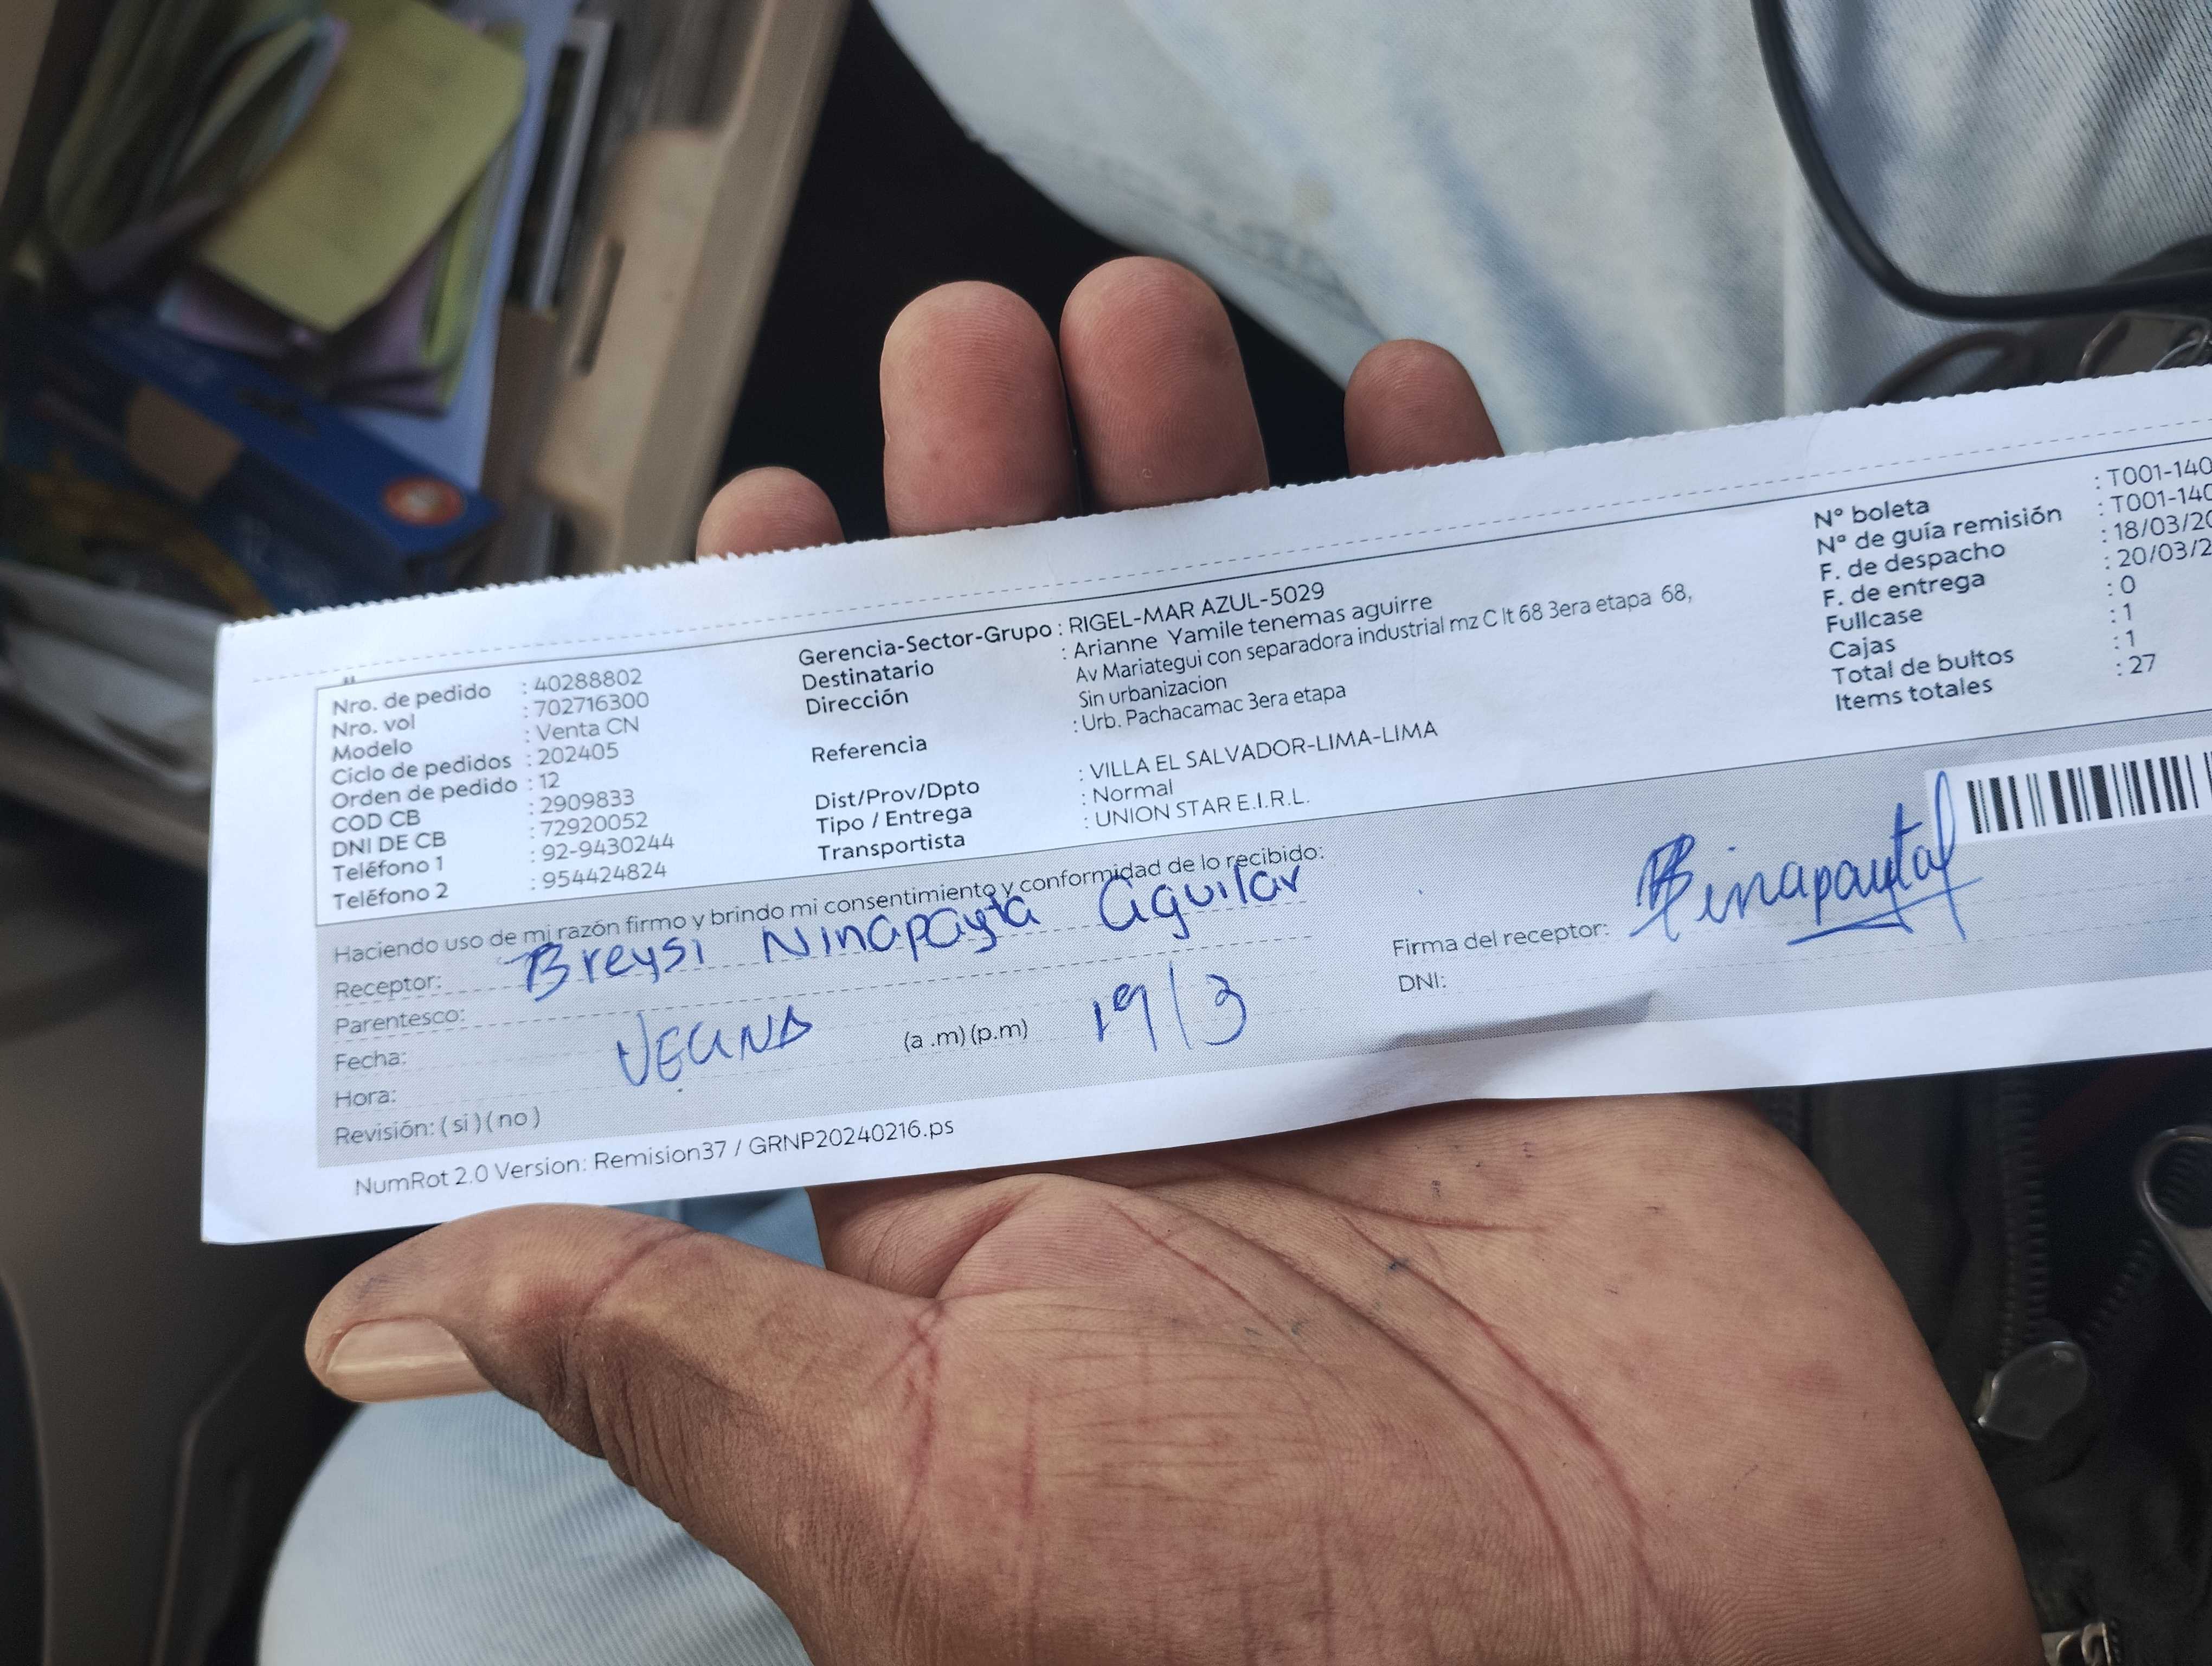 Nro. de pedido : 40288802
Nro. vol : 702716300
Modelo : Venta CN
Ciclo de pedidos : 202405
Orden de pedido : 12
COD CB : 2909833
DNI DE CB : 72920052
Teléfono 1 : 92-9430244
Teléfono 2 : 954424824
Gerencia-Sector-Grupo : RIGEL-MAR AZUL-5029
Destinatario : Arianne Yamile tenemas aguirre
Dirección Av Mariategui con separadora industrial mz C lt 68 3era etapa 68,
Sin urbanizacion
Referencia : Urb. Pachacamac 3era etapa
Dist/Prov/Dpto : VILLA EL SALVADOR-LIMA-LIMA
Tipo / Entrega : Normal
Transportista : UNION STAR E.I.R.L.
Nº boleta : T001-140
Nº de guía remisión : T001-140
F. de despacho : 18/03/20
F. de entrega : 20/03/2
Fullcase : 0
Cajas : 1
Total de bultos : 1
Items totales : 27
Haciendo uso de mi razón firmo y brindo mi consentimiento y conformidad de lo recibido:
Receptor: Breysi Ninapayta Aguilar
Parentesco:
Fecha: VECINA (a .m) (p.m) 19/3
Hora:
Revisión: ( si ) ( no )
Firma del receptor:
DNI:
NumRot 2.0 Version: Remision37 / GRNP20240216.ps